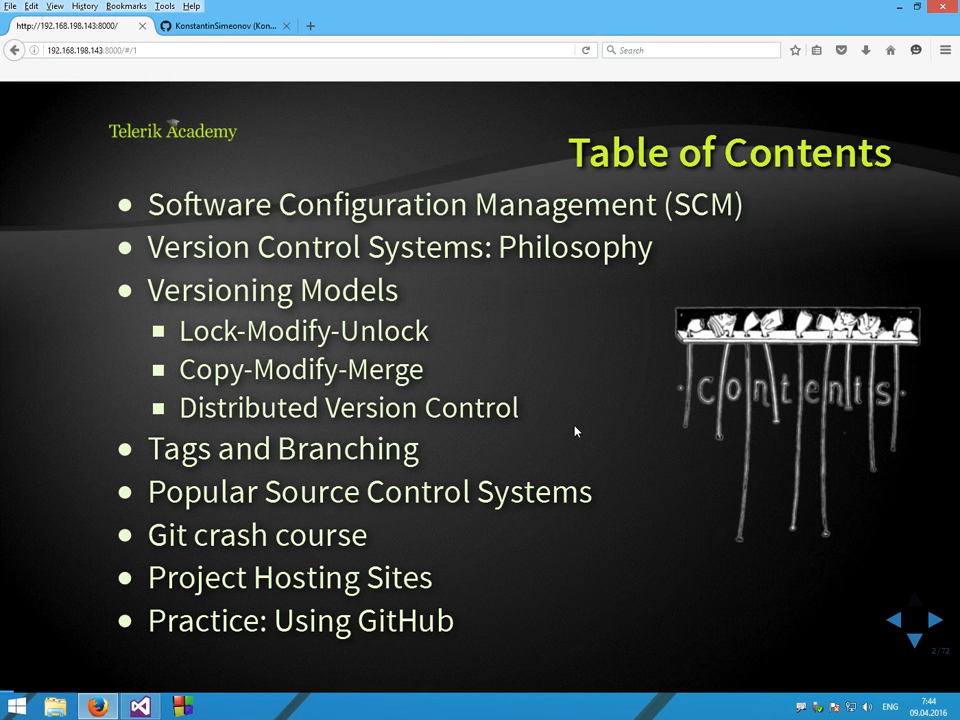 File Edit View History Bookmarks Tools Help
http://192.168.198.143:8000/ KonstantinSimeonov (Kon...
192.168.198.143:8000/#/1 Search
Telerik Academy
Table of Contents
Software Configuration Management (SCM)
Version Control Systems: Philosophy
Versioning Models
Lock-Modify-Unlock
Copy-Modify-Merge
Distributed Version Control
Contents
Tags and Branching
Popular Source Control Systems
Git crash course
Project Hosting Sites
Practice: Using GitHub
2 / 72
ENG 7:44
09.04.2016